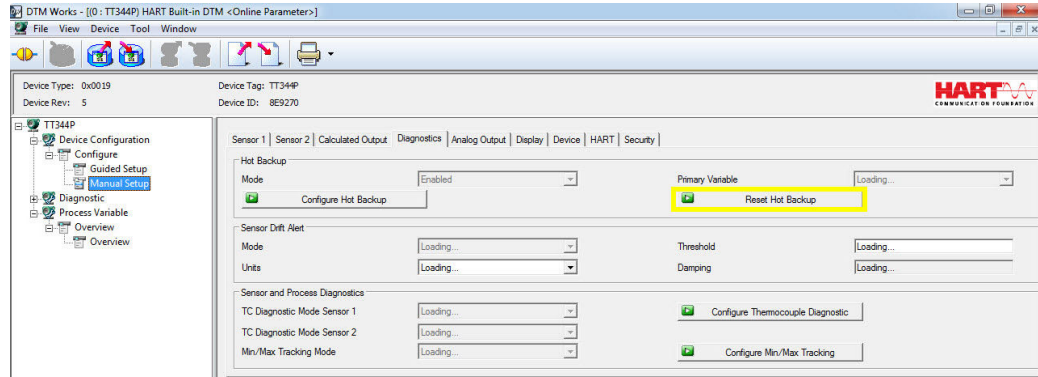 DTM Works - [(0 : TT344P) HART Built-in DTM <Online Parameter>]
File View Device Tool Window
Device Type: 0x0019
Device Tag: TT344P
Device Rev: 5
Device ID: 8E9270
HART
COMMUNICATION FOUNDATION
TT344P
Device Configuration
Configure
Guided Setup
Manual Setup
Diagnostic
Process Variable
Overview
Overview
Sensor 1 | Sensor 2 | Calculated Output | Diagnostics | Analog Output | Display | Device | HART | Security |
Hot Backup
Mode Enabled Primary Variable Loading...
Configure Hot Backup Reset Hot Backup
Sensor Drift Alert
Mode Loading... Threshold Loading...
Units Loading... Damping Loading...
Sensor and Process Diagnostics
TC Diagnostic Mode Sensor 1 Loading... Configure Thermocouple Diagnostic
TC Diagnostic Mode Sensor 2 Loading...
Min/Max Tracking Mode Loading... Configure Min/Max Tracking